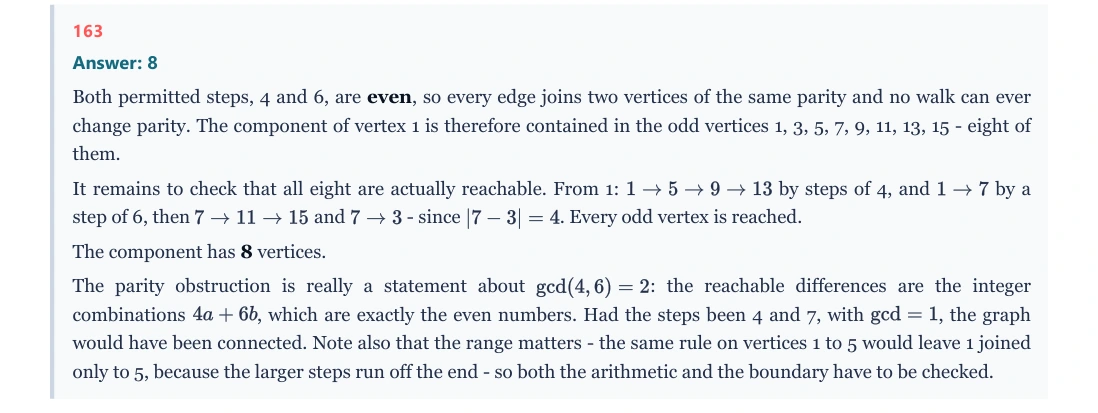 163
Answer: 8
Both permitted steps, 4 and 6, are even, so every edge joins two vertices of the same parity and no walk can ever
change parity. The component of vertex 1 is therefore contained in the odd vertices 1, 3, 5, 7, 9, 11, 13, 15 - eight of
them.
It remains to check that all eight are actually reachable. From 1: 1 → 5 → 9 → 13 by steps of 4, and 1 → 7 by a
step of 6, then 7 → 11 → 15 and 7 → 3 - since |7 − 3| = 4. Every odd vertex is reached.
The component has 8 vertices.
The parity obstruction is really a statement about gcd(4, 6) = 2: the reachable differences are the integer
combinations 4a + 6b, which are exactly the even numbers. Had the steps been 4 and 7, with gcd = 1, the graph
would have been connected. Note also that the range matters - the same rule on vertices 1 to 5 would leave 1 joined
only to 5, because the larger steps run off the end - so both the arithmetic and the boundary have to be checked.